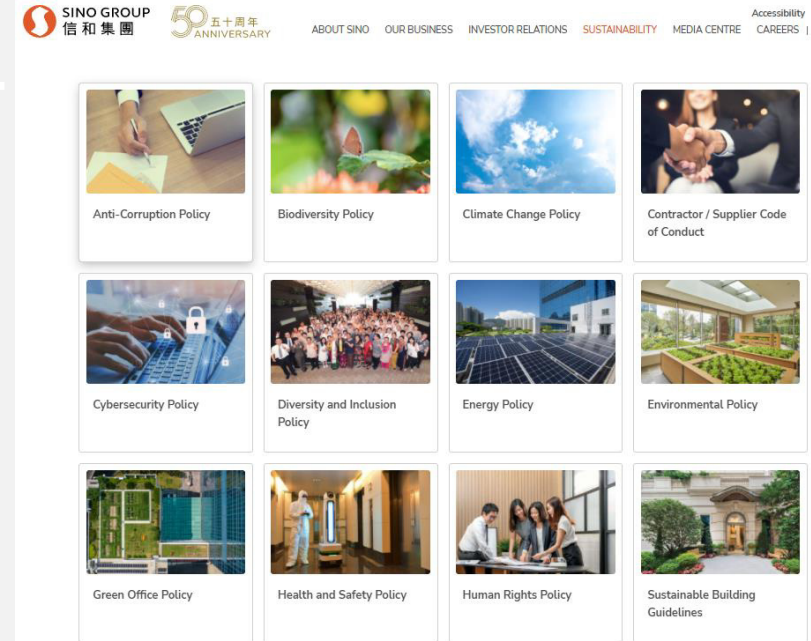 SINO GROUP
信和集團
50 五十周年
ANNIVERSARY
Accessibility
ABOUT SINO OUR BUSINESS INVESTOR RELATIONS SUSTAINABILITY MEDIA CENTRE CAREERS |
Anti-Corruption Policy
Biodiversity Policy
Climate Change Policy
Contractor / Supplier Code
of Conduct
Cybersecurity Policy
Diversity and Inclusion
Policy
Energy Policy
Environmental Policy
Green Office Policy
Health and Safety Policy
Human Rights Policy
Sustainable Building
Guidelines